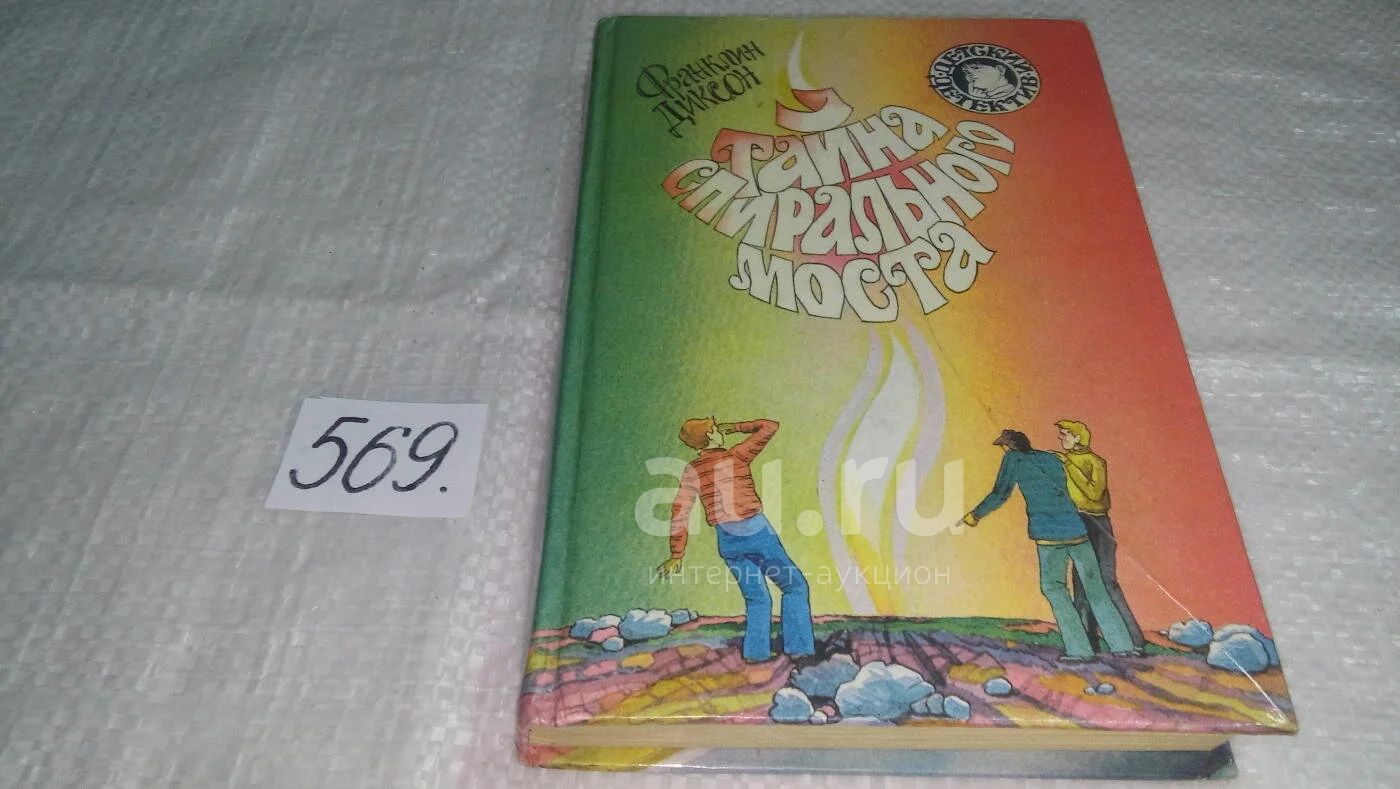 Франклин
Диксон
ДЕТСКИЙ
ДЕТЕКТИВ
ТАЙНА
СПИРАЛЬНОГО
МОСТА
569.
au.ru
интернет-аукцион